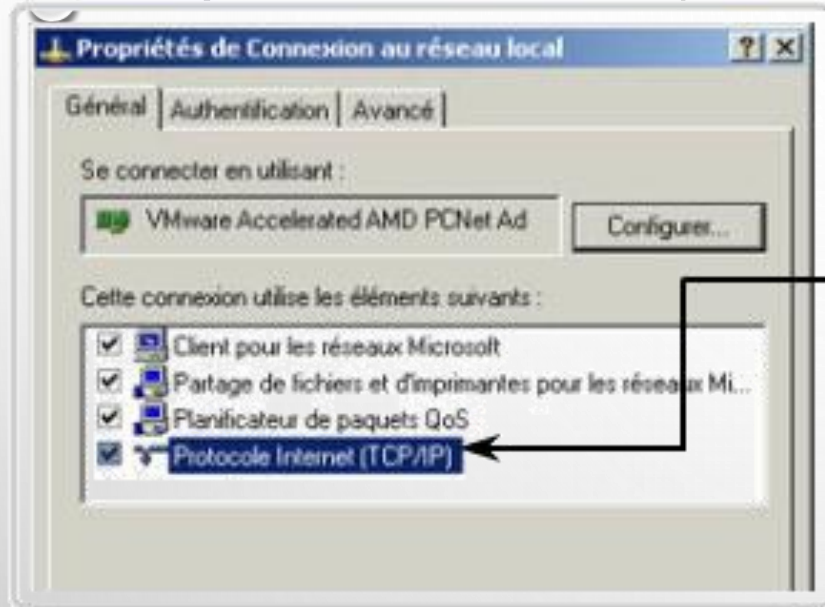 Propriétés de Connexion au réseau local
Général Authentification Avancé
Se connecter en utilisant :
VMware Accelerated AMD PCNet Ad
Configurer...
Cette connexion utilise les éléments suivants :
Client pour les réseaux Microsoft
Partage de fichiers et d'imprimantes pour les réseaux Mi...
Planificateur de paquets QoS
Protocole Internet (TCP/IP)